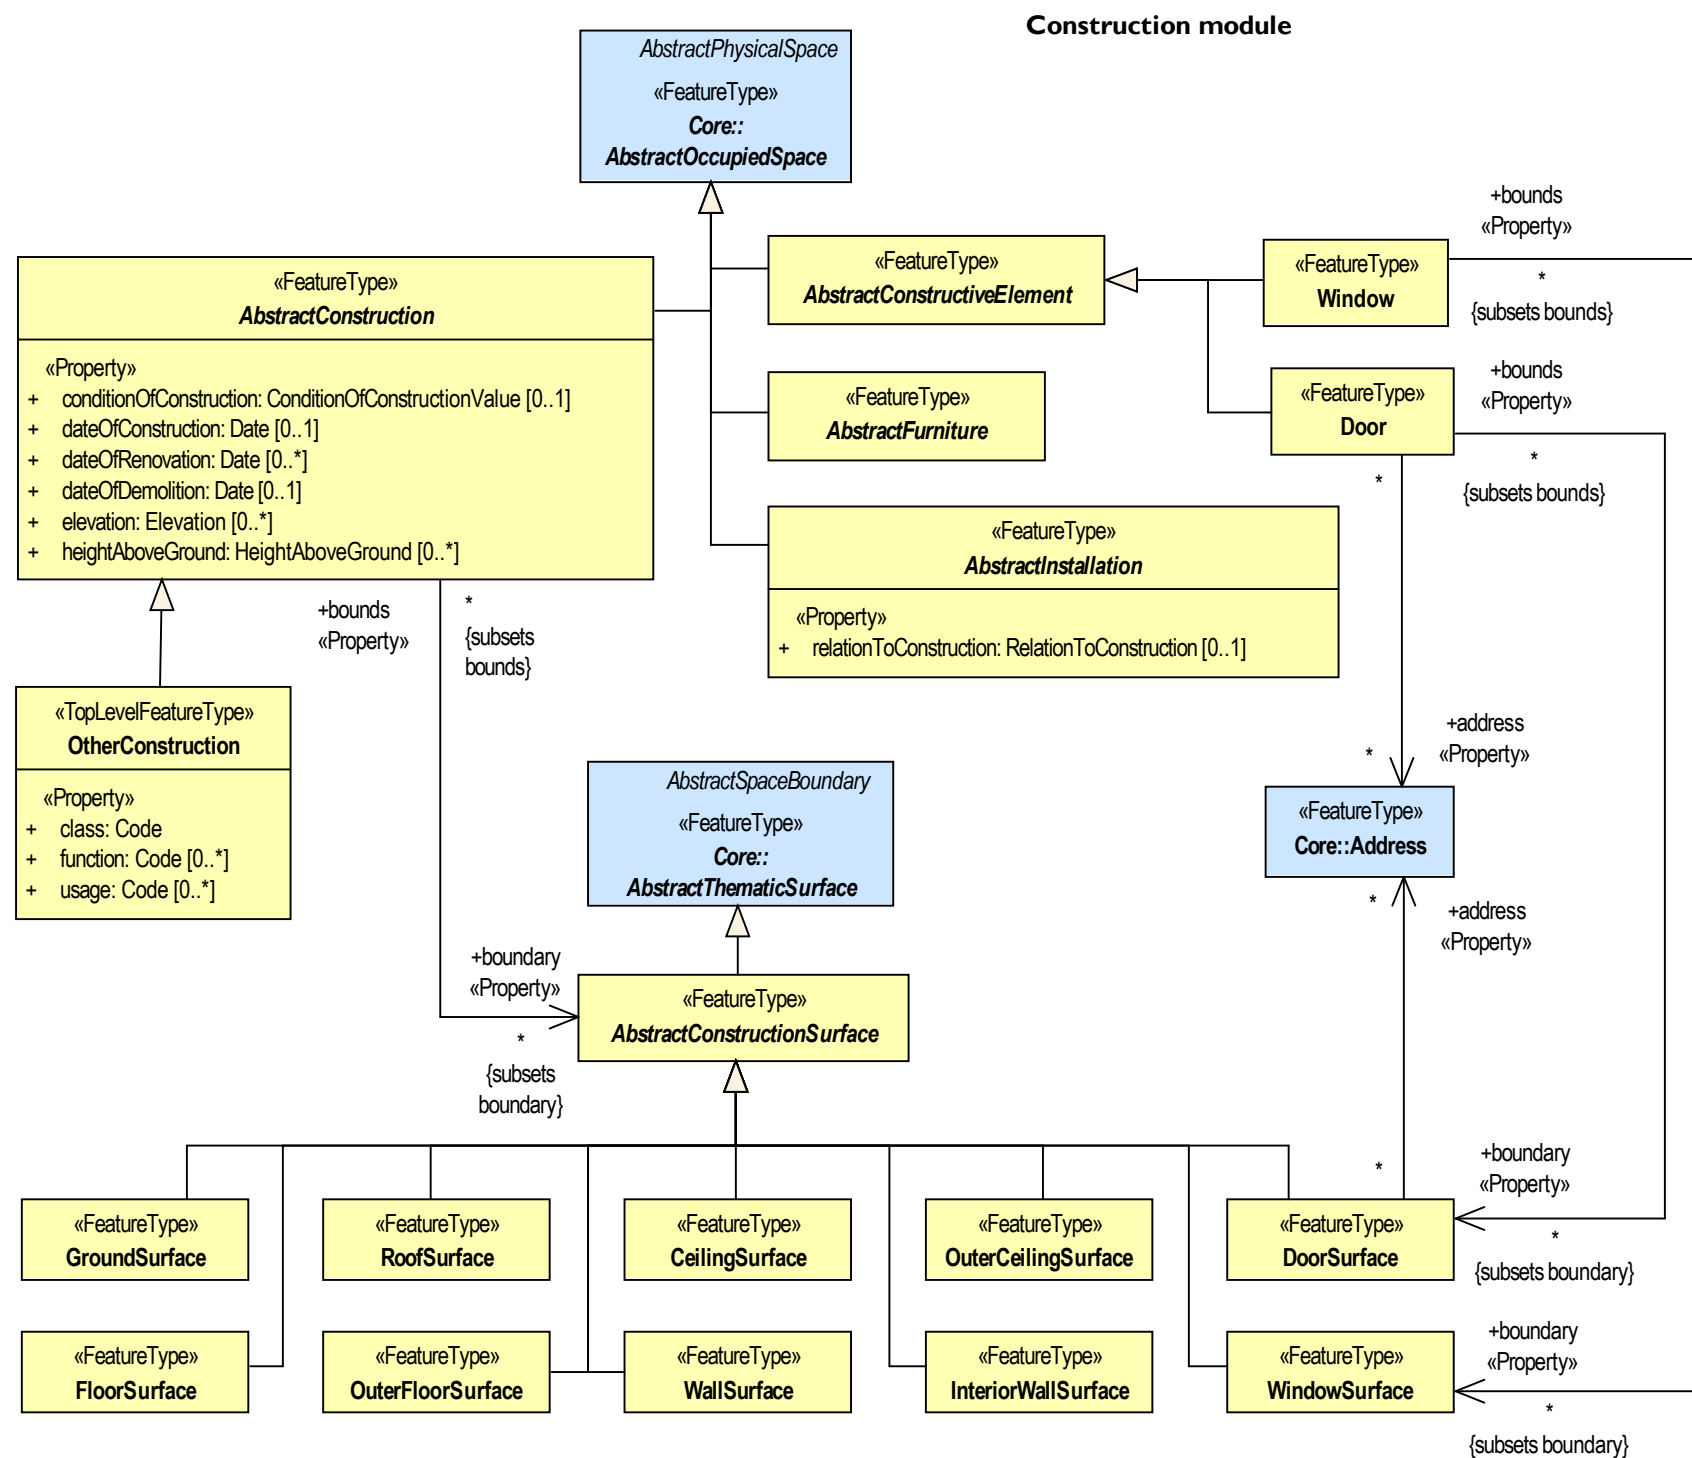 Construction module
AbstractPhysicalSpace
«FeatureType»
Core::
AbstractOccupiedSpace
«FeatureType»
AbstractConstruction
«Property»
+ conditionOfConstruction: ConditionOfConstructionValue [0..1]
+ dateOfConstruction: Date [0..1]
+ dateOfRenovation: Date [0..*]
+ dateOfDemolition: Date [0..1]
+ elevation: Elevation [0..*]
+ heightAboveGround: HeightAboveGround [0..*]
«FeatureType»
AbstractConstructiveElement
«FeatureType»
Window
+bounds
«Property»
*
{subsets bounds}
«FeatureType»
AbstractFurniture
«FeatureType»
Door
+bounds
«Property»
*
{subsets bounds}
*
«FeatureType»
AbstractInstallation
«Property»
+ relationToConstruction: RelationToConstruction [0..1]
+bounds
«Property»
*
{subsets
bounds}
«TopLevelFeatureType»
OtherConstruction
«Property»
+ class: Code
+ function: Code [0..*]
+ usage: Code [0..*]
AbstractSpaceBoundary
«FeatureType»
Core::
AbstractThematicSurface
+address
«Property»
*
«FeatureType»
Core::Address
*
+address
«Property»
+boundary
«Property»
*
{subsets
boundary}
«FeatureType»
AbstractConstructionSurface
*
+boundary
«Property»
*
{subsets boundary}
«FeatureType»
GroundSurface
«FeatureType»
RoofSurface
«FeatureType»
CeilingSurface
«FeatureType»
OuterCeilingSurface
«FeatureType»
DoorSurface
«FeatureType»
FloorSurface
«FeatureType»
OuterFloorSurface
«FeatureType»
WallSurface
«FeatureType»
InteriorWallSurface
«FeatureType»
WindowSurface
+boundary
«Property»
*
{subsets boundary}